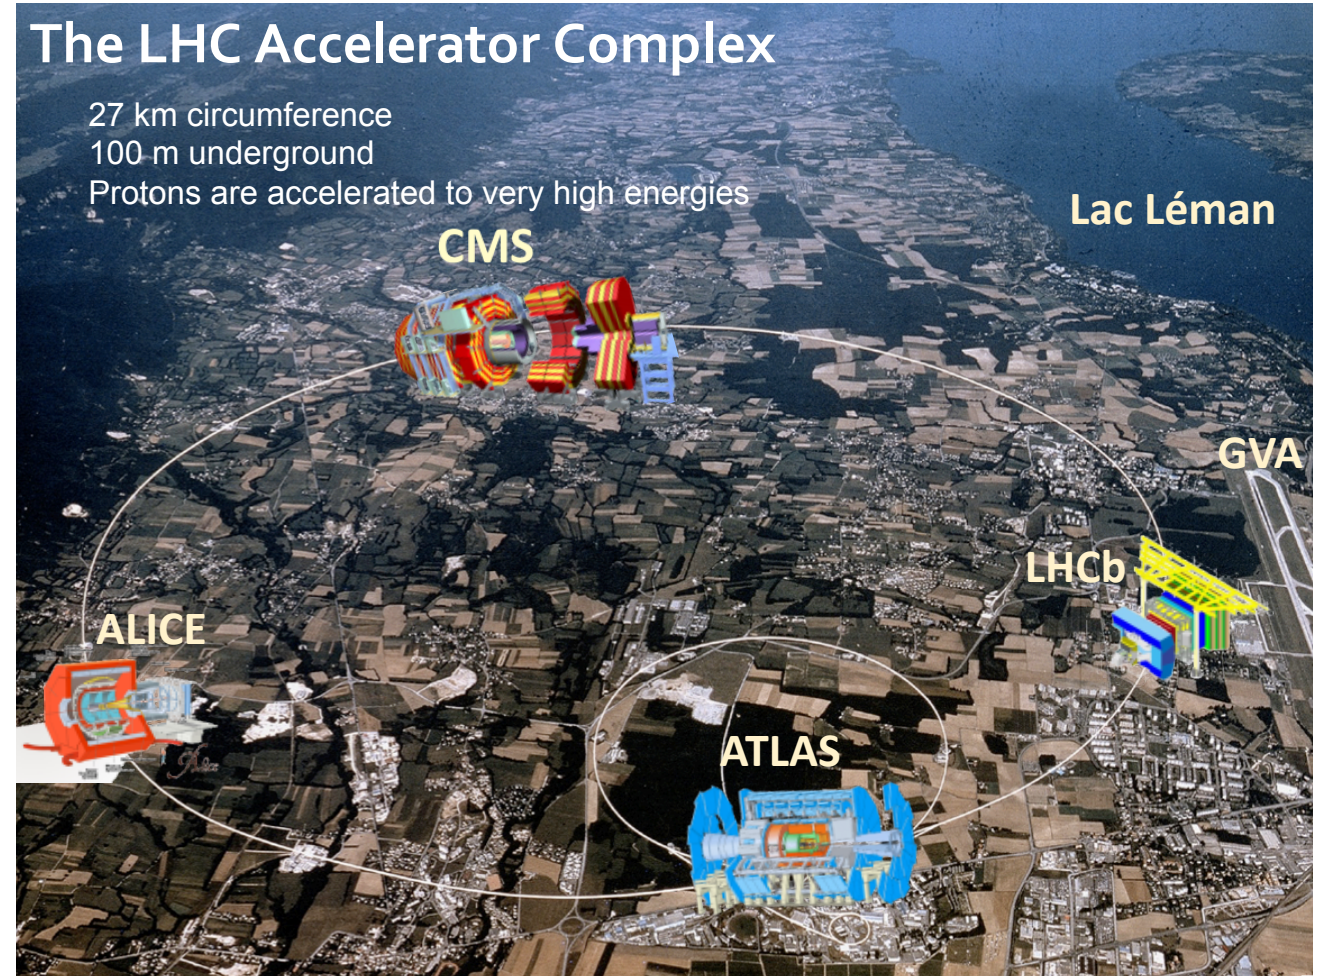 The LHC Accelerator Complex
27 km circumference
100 m underground
Protons are accelerated to very high energies
Lac Léman
CMS
GVA
LHCb
ALICE
ATLAS